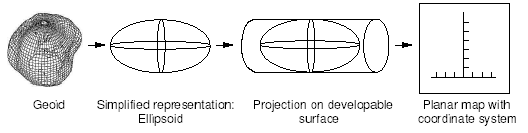 Geoid
Simplified representation:
Ellipsoid
Projection on developable
surface
Planar map with
coordinate system